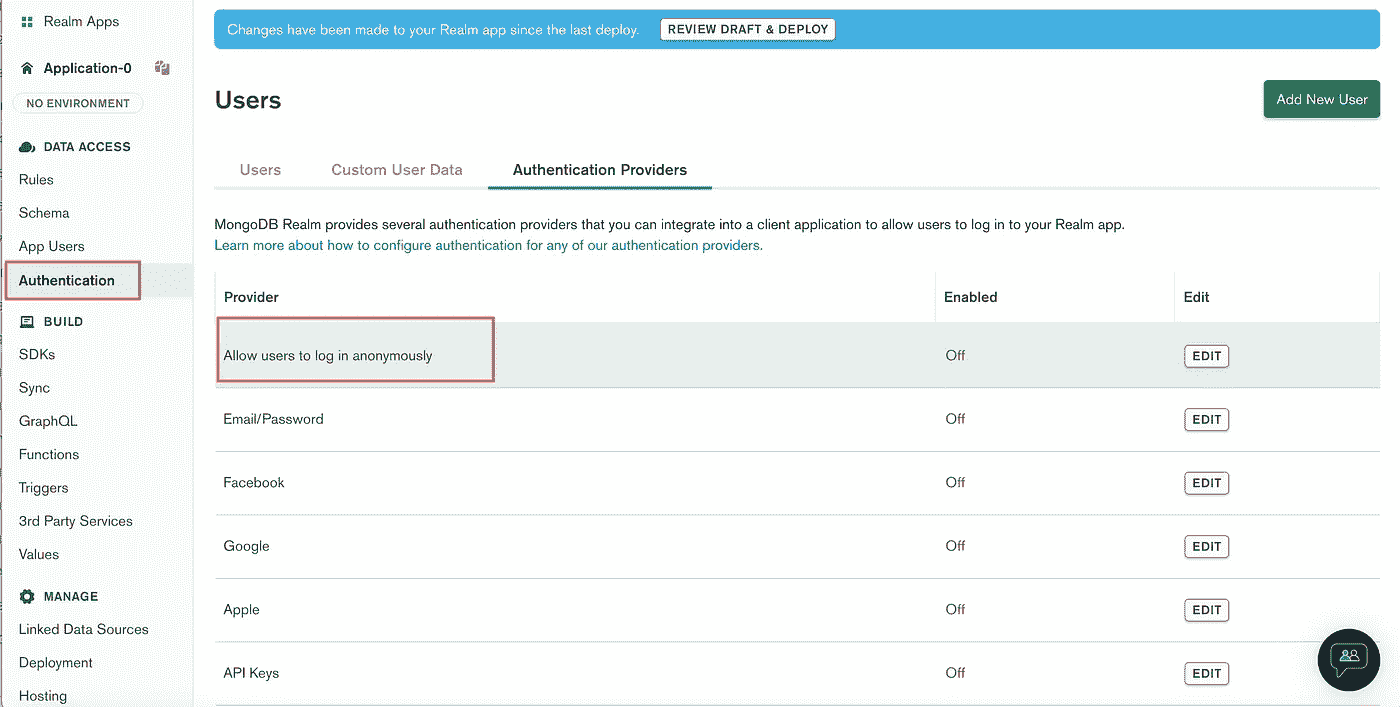 Realm Apps
Application-0
NO ENVIRONMENT
DATA ACCESS
Rules
Schema
App Users
Authentication
BUILD
SDKs
Sync
GraphQL
Functions
Triggers
3rd Party Services
Values
MANAGE
Linked Data Sources
Deployment
Hosting
Changes have been made to your Realm app since the last deploy. REVIEW DRAFT & DEPLOY
Users
Add New User
Users Custom User Data Authentication Providers
MongoDB Realm provides several authentication providers that you can integrate into a client application to allow users to log in to your Realm app.
Learn more about how to configure authentication for any of our authentication providers.
Provider Enabled Edit
Allow users to log in anonymously Off EDIT
Email/Password Off EDIT
Facebook Off EDIT
Google Off EDIT
Apple Off EDIT
API Keys Off EDIT